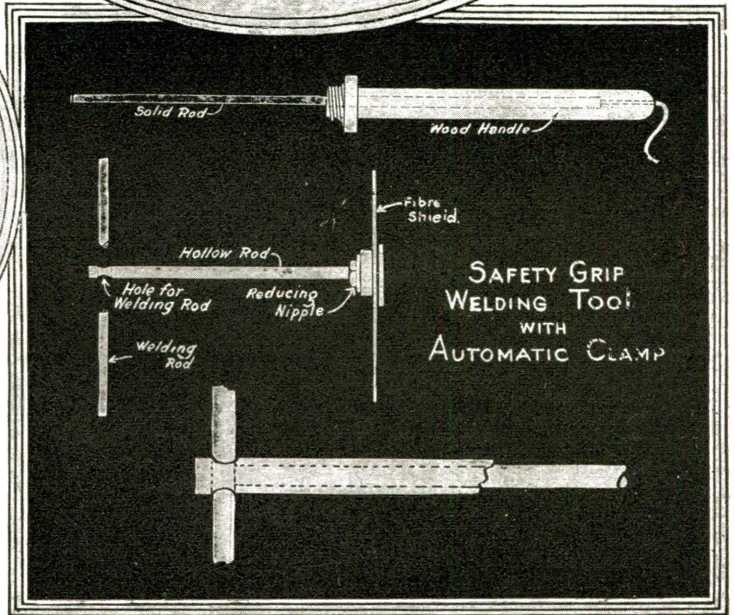 Solid Rod
Wood Handle
Fibre
Shield.
Hollow Rod
Hole for
Welding Rod
Reducing
Nipple
Welding
Rod
SAFETY GRIP
WELDING TOOL
WITH
AUTOMATIC CLAMP